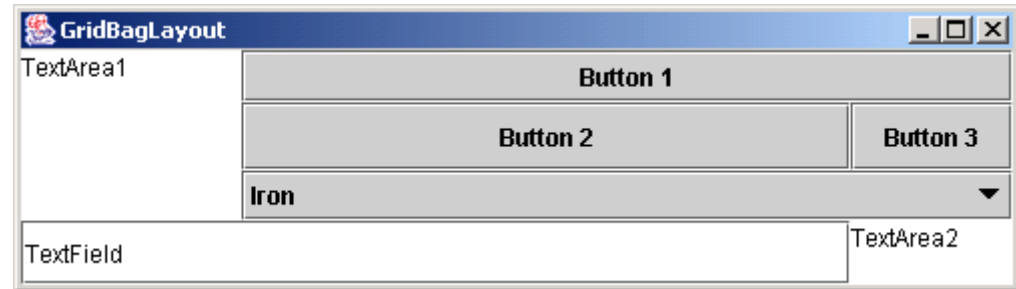 GridBagLayout
TextArea1
Button 1
Button 2
Button 3
Iron
TextField
TextArea2